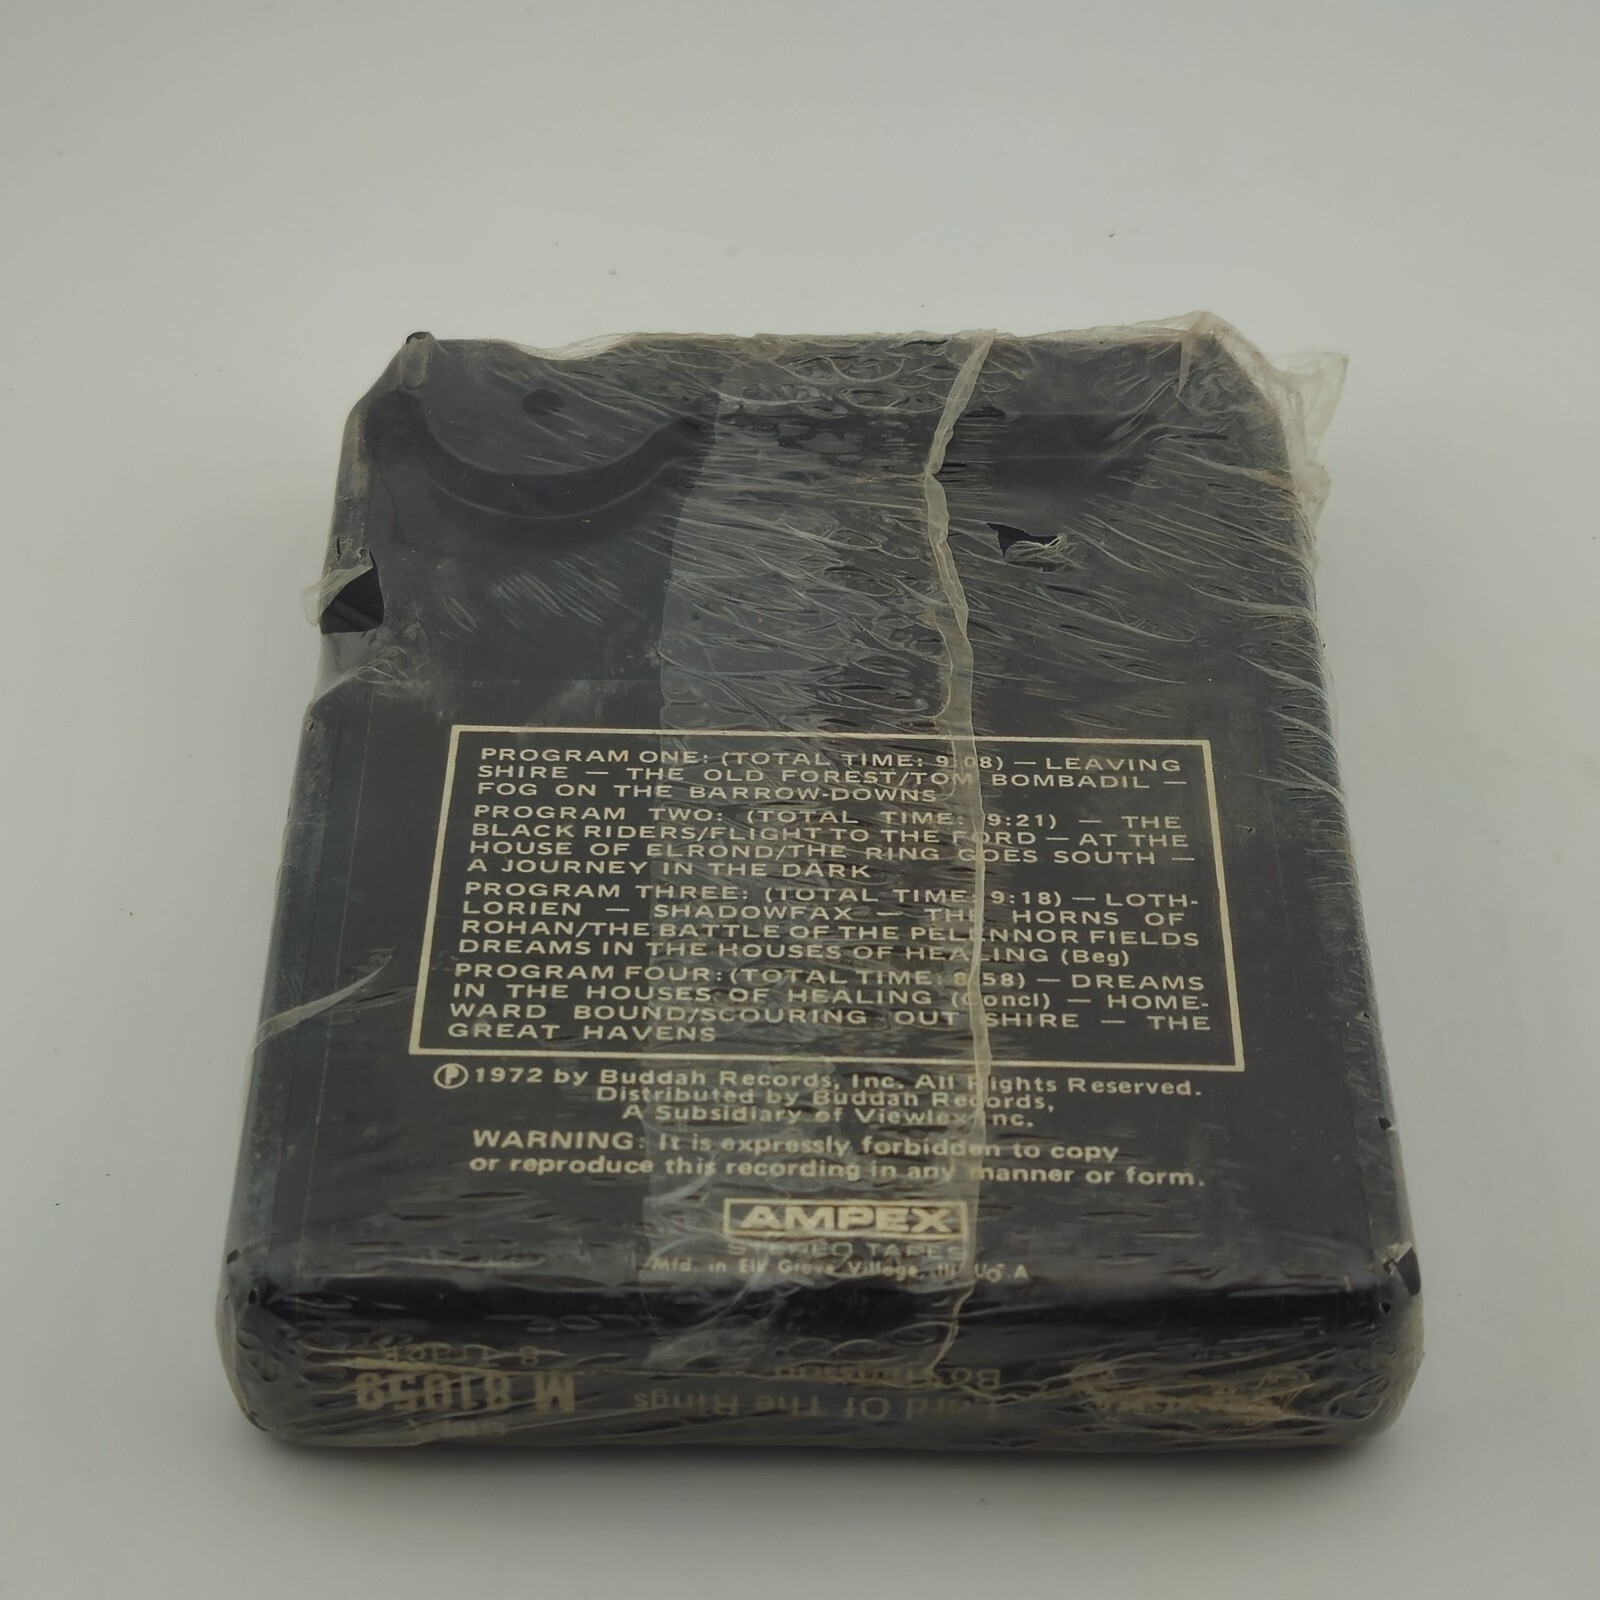 PROGRAM ONE: (TOTAL TIME: 9:08) — LEAVING
SHIRE — THE OLD FOREST/TOM BOMBADIL —
FOG ON THE BARROW-DOWNS
PROGRAM TWO: (TOTAL TIME: 9:21) — THE
BLACK RIDERS/FLIGHT TO THE FORD — AT THE
HOUSE OF ELROND/THE RING GOES SOUTH —
A JOURNEY IN THE DARK
PROGRAM THREE: (TOTAL TIME: 9:18) — LOTH-
LORIEN — SHADOWFAX — THE HORNS OF
ROHAN/THE BATTLE OF THE PELENNOR FIELDS
DREAMS IN THE HOUSES OF HEALING (Beg)
PROGRAM FOUR: (TOTAL TIME: 8:58) — DREAMS
IN THE HOUSES OF HEALING (Concl) — HOME-
WARD BOUND/SCOURING OUT SHIRE — THE
GREAT HAVENS
Ⓟ 1972 by Buddah Records, Inc. All Rights Reserved.
Distributed by Buddah Records,
A Subsidiary of Viewlex Inc.
WARNING: It is expressly forbidden to copy
or reproduce this recording in any manner or form.
AMPEX
STEREO TAPES
Mfd. in Elk Grove Village, Ill. U.S.A
Lord Of The Rings M 81059
Bo 8 Track